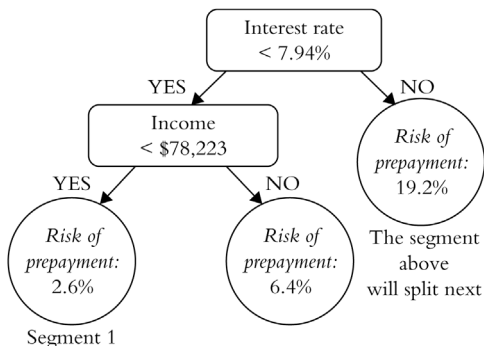 Interest rate
< 7.94%
YES
NO
Income
< $78,223
Risk of
prepayment:
19.2%
YES
NO
The segment
above
will split next
Risk of
prepayment:
2.6%
Risk of
prepayment:
6.4%
Segment 1